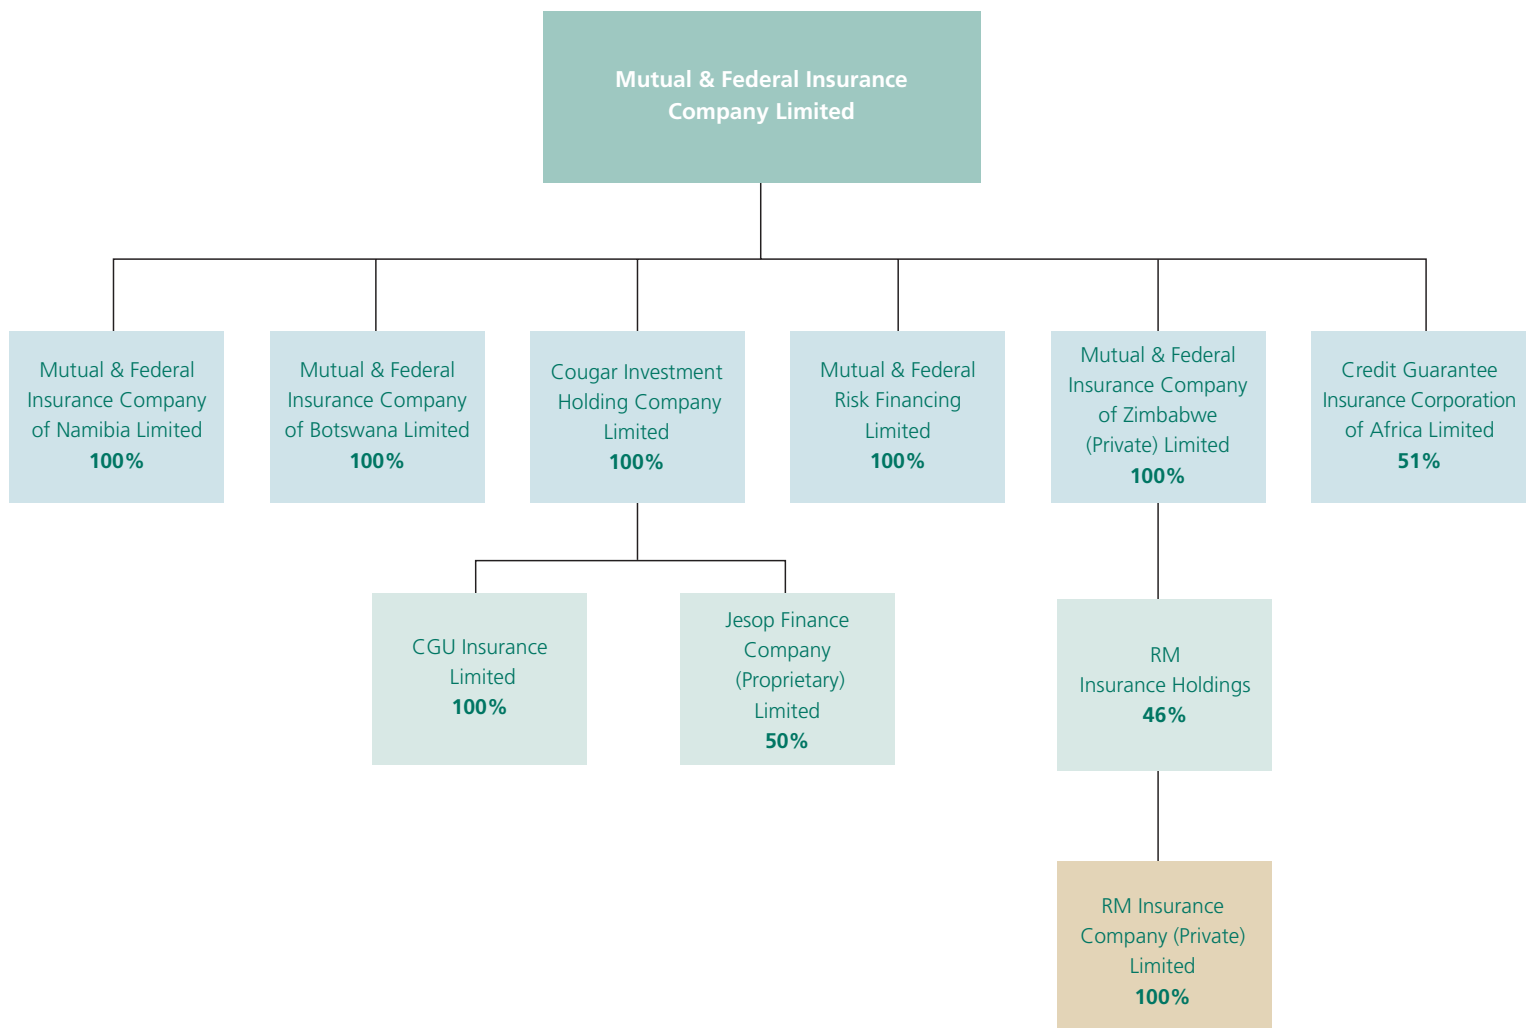 Mutual & Federal Insurance
Company Limited
Mutual & Federal
Insurance Company
of Namibia Limited
100%
Mutual & Federal
Insurance Company
of Botswana Limited
100%
Cougar Investment
Holding Company
Limited
100%
Mutual & Federal
Risk Financing
Limited
100%
Mutual & Federal
Insurance Company
of Zimbabwe
(Private) Limited
100%
Credit Guarantee
Insurance Corporation
of Africa Limited
51%
CGU Insurance
Limited
100%
Jesop Finance
Company
(Proprietary)
Limited
50%
RM
Insurance Holdings
46%
RM Insurance
Company (Private)
Limited
100%